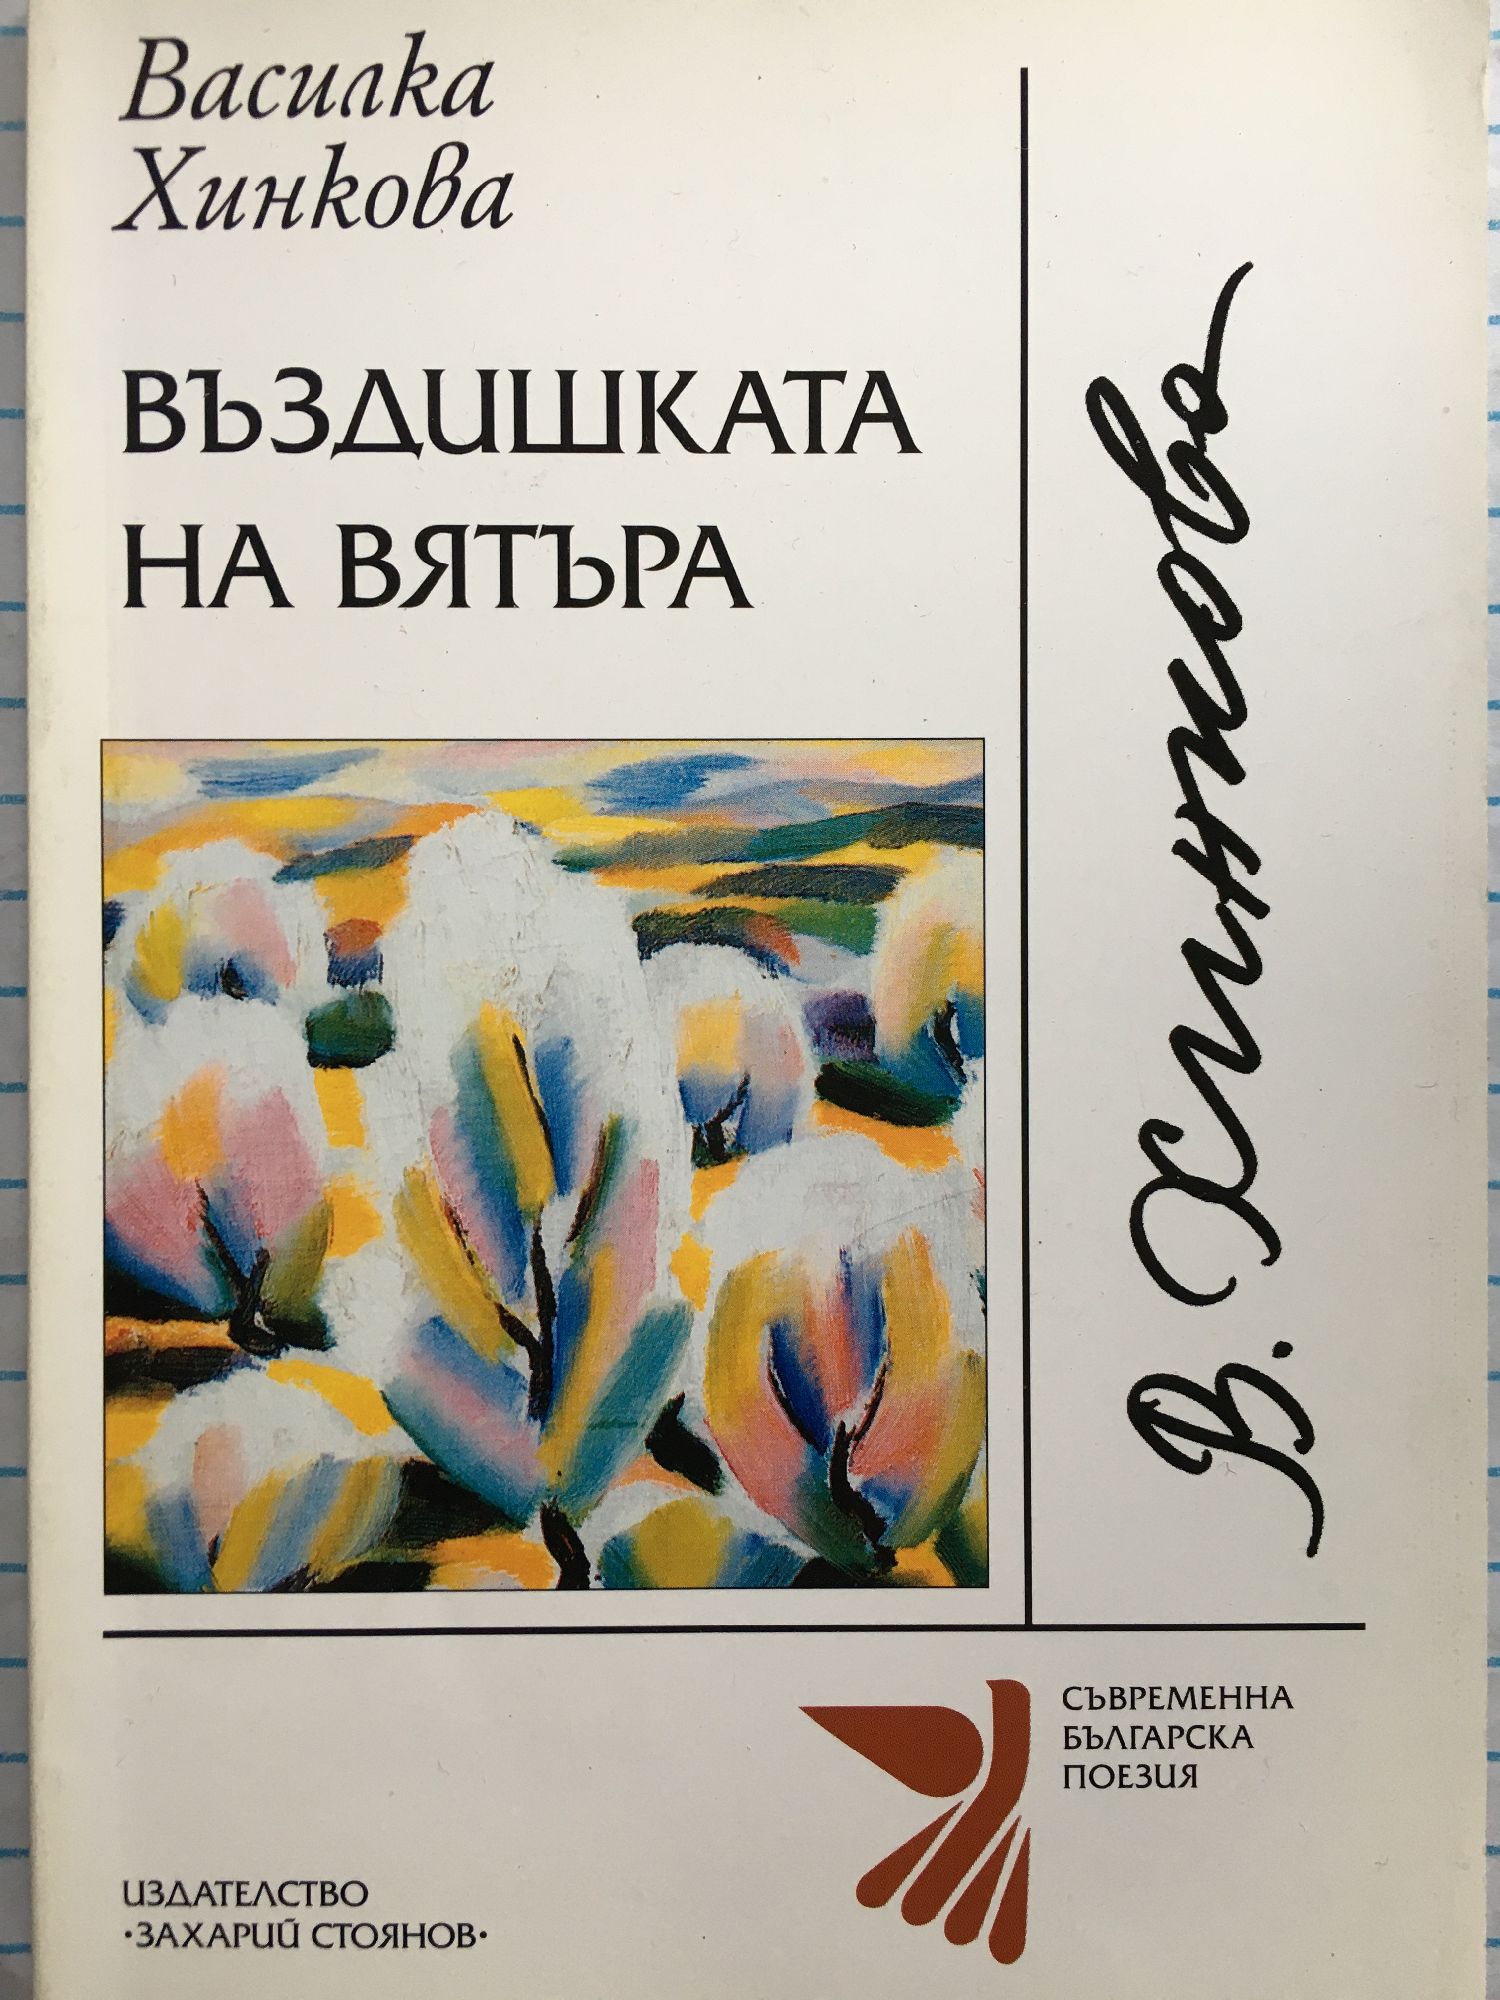 Василка
Хинкова
ВЪЗДИШКАТА
НА ВЯТЪРА
В. Хинкова
СЪВРЕМЕННА
БЪЛГАРСКА
ПОЕЗИЯ
ИЗДАТЕЛСТВО
•ЗАХАРИЙ СТОЯНОВ•